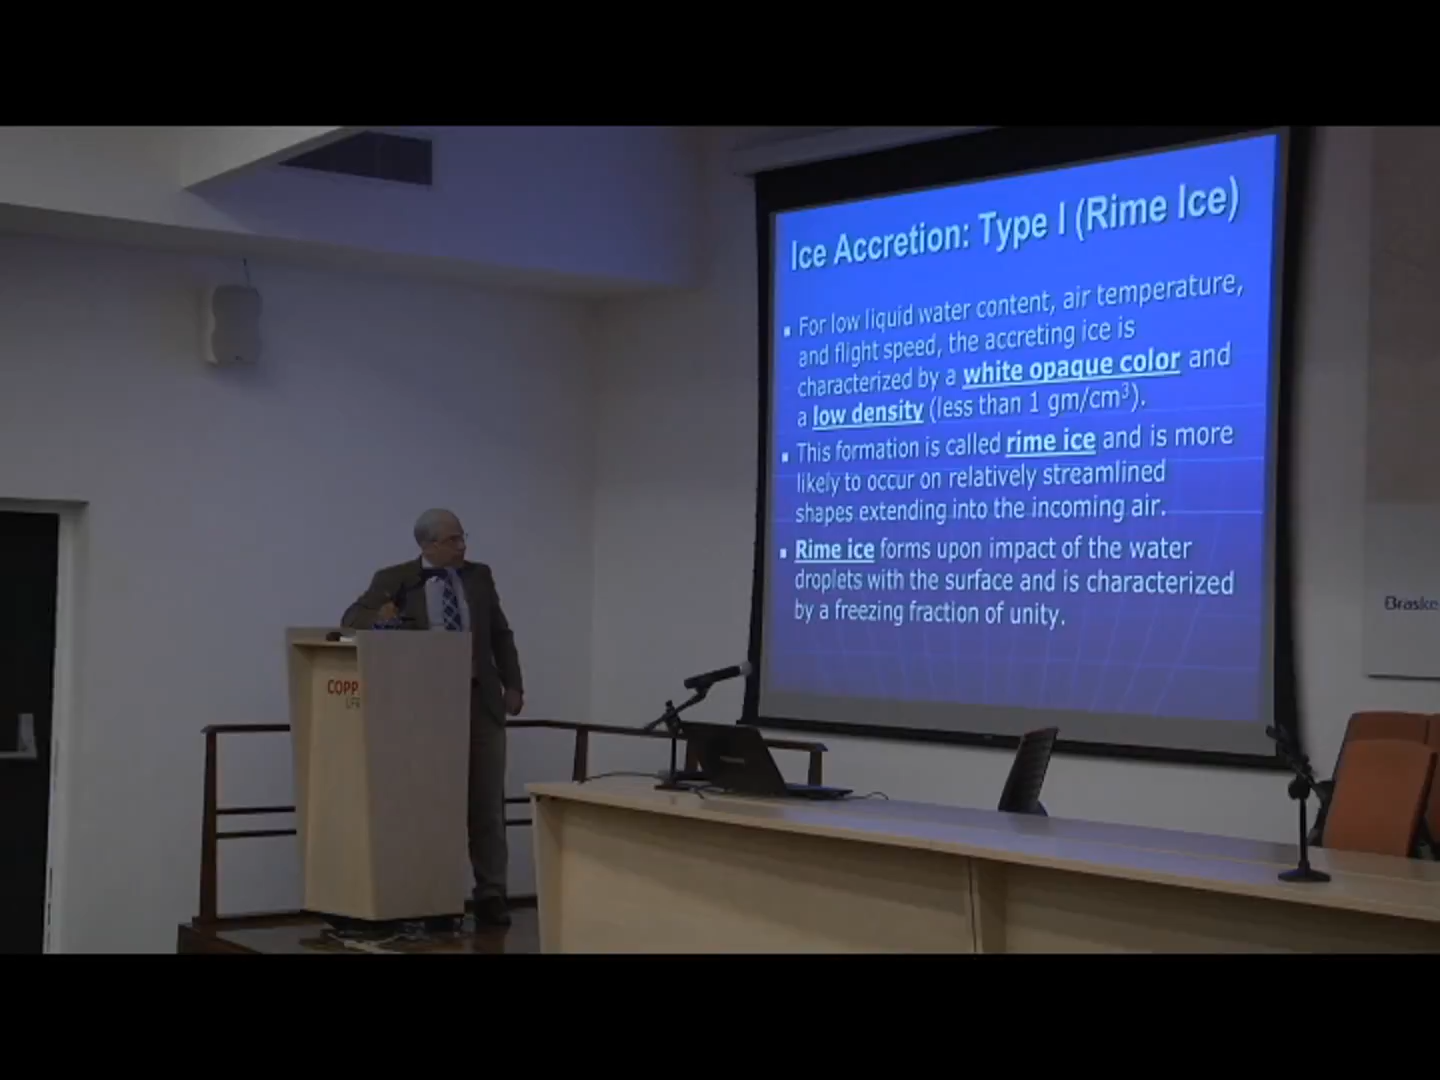 Ice Accretion: Type I (Rime Ice)
▪ For low liquid water content, air temperature,
and flight speed, the accreting ice is
characterized by a white opaque color and
a low density (less than 1 gm/cm³).
▪ This formation is called rime ice and is more
likely to occur on relatively streamlined
shapes extending into the incoming air.
▪ Rime ice forms upon impact of the water
droplets with the surface and is characterized
by a freezing fraction of unity.
COPP
Braske